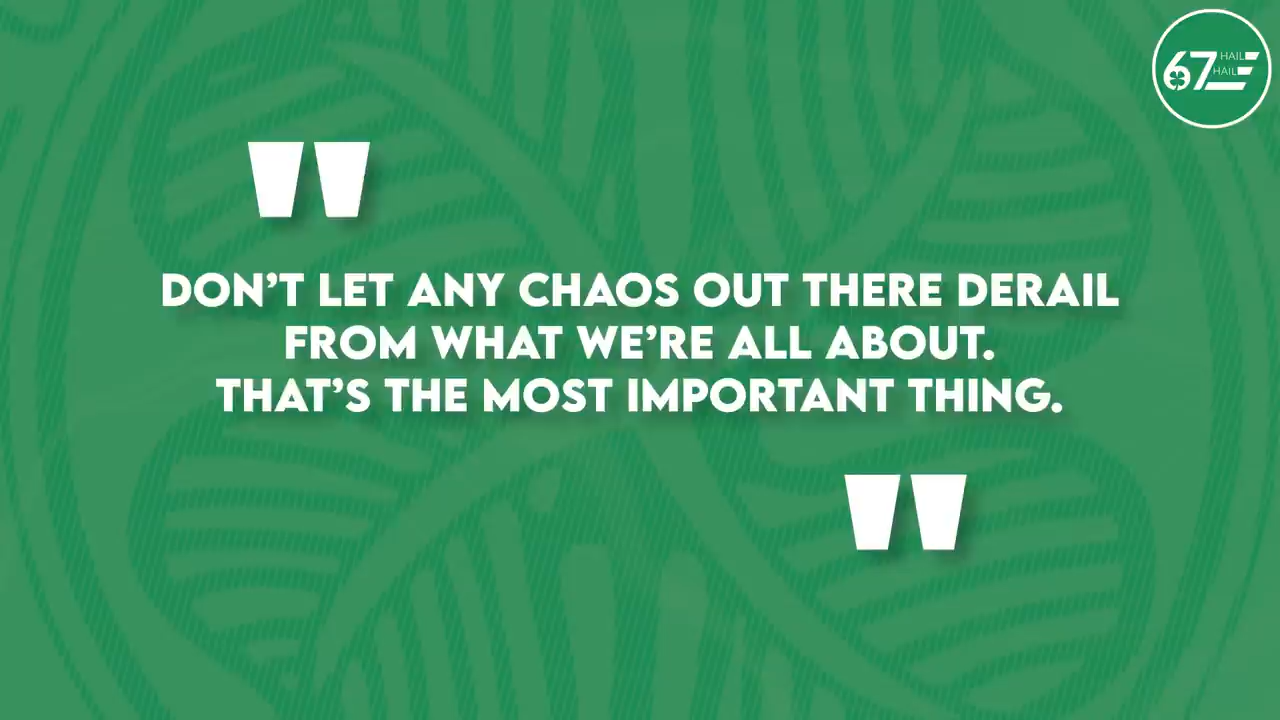 67 HAIL HAIL
"
DON'T LET ANY CHAOS OUT THERE DERAIL
FROM WHAT WE'RE ALL ABOUT.
THAT'S THE MOST IMPORTANT THING.
"